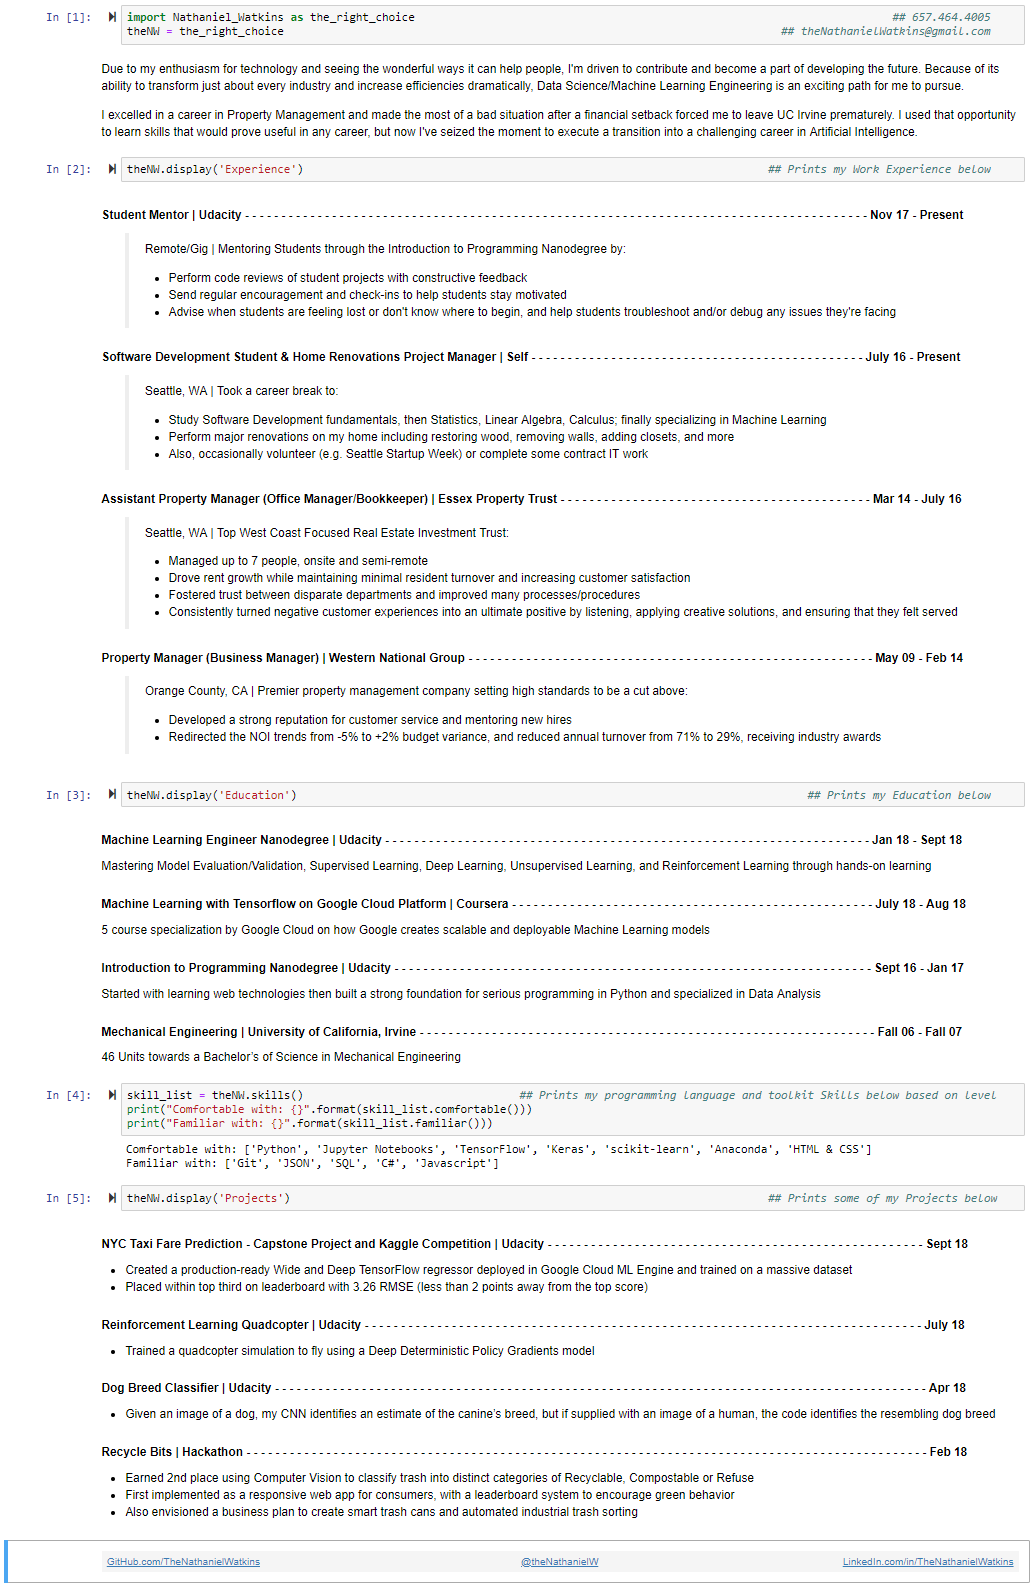 In [1]: import Nathaniel_Watkins as the_right_choice ## 657.464.4005
theNW = the_right_choice ## theNathanielWatkins@gmail.com
Due to my enthusiasm for technology and seeing the wonderful ways it can help people, I'm driven to contribute and become a part of developing the future. Because of its
ability to transform just about every industry and increase efficiencies dramatically, Data Science/Machine Learning Engineering is an exciting path for me to pursue.
I excelled in a career in Property Management and made the most of a bad situation after a financial setback forced me to leave UC Irvine prematurely. I used that opportunity
to learn skills that would prove useful in any career, but now I've seized the moment to execute a transition into a challenging career in Artificial Intelligence.
In [2]: theNW.display('Experience') ## Prints my Work Experience below
Student Mentor | Udacity - - - - - - - - - - - - - - - - - - - - - - - - - - - - - - - - - - - - - - - - Nov 17 - Present
Remote/Gig | Mentoring Students through the Introduction to Programming Nanodegree by:
• Perform code reviews of student projects with constructive feedback
• Send regular encouragement and check-ins to help students stay motivated
• Advise when students are feeling lost or don't know where to begin, and help students troubleshoot and/or debug any issues they're facing
Software Development Student & Home Renovations Project Manager | Self - - - - - - - - - - - - - - - - - - - - July 16 - Present
Seattle, WA | Took a career break to:
• Study Software Development fundamentals, then Statistics, Linear Algebra, Calculus; finally specializing in Machine Learning
• Perform major renovations on my home including restoring wood, removing walls, adding closets, and more
• Also, occasionally volunteer (e.g. Seattle Startup Week) or complete some contract IT work
Assistant Property Manager (Office Manager/Bookkeeper) | Essex Property Trust - - - - - - - - - - - - - - - - - - - - Mar 14 - July 16
Seattle, WA | Top West Coast Focused Real Estate Investment Trust:
• Managed up to 7 people, onsite and semi-remote
• Drove rent growth while maintaining minimal resident turnover and increasing customer satisfaction
• Fostered trust between disparate departments and improved many processes/procedures
• Consistently turned negative customer experiences into an ultimate positive by listening, applying creative solutions, and ensuring that they felt served
Property Manager (Business Manager) | Western National Group - - - - - - - - - - - - - - - - - - - - - - - - May 09 - Feb 14
Orange County, CA | Premier property management company setting high standards to be a cut above:
• Developed a strong reputation for customer service and mentoring new hires
• Redirected the NOI trends from -5% to +2% budget variance, and reduced annual turnover from 71% to 29%, receiving industry awards
In [3]: theNW.display('Education') ## Prints my Education below
Machine Learning Engineer Nanodegree | Udacity - - - - - - - - - - - - - - - - - - - - - - - - - - - - Jan 18 - Sept 18
Mastering Model Evaluation/Validation, Supervised Learning, Deep Learning, Unsupervised Learning, and Reinforcement Learning through hands-on learning
Machine Learning with Tensorflow on Google Cloud Platform | Coursera - - - - - - - - - - - - - - - - - - - - July 18 - Aug 18
5 course specialization by Google Cloud on how Google creates scalable and deployable Machine Learning models
Introduction to Programming Nanodegree | Udacity - - - - - - - - - - - - - - - - - - - - - - - - - - - - Sept 16 - Jan 17
Started with learning web technologies then built a strong foundation for serious programming in Python and specialized in Data Analysis
Mechanical Engineering | University of California, Irvine - - - - - - - - - - - - - - - - - - - - - - - - - - Fall 06 - Fall 07
46 Units towards a Bachelor's of Science in Mechanical Engineering
In [4]: skill_list = theNW.skills() ## Prints my programming language and toolkit Skills below based on level
print("Comfortable with: {}".format(skill_list.comfortable()))
print("Familiar with: {}".format(skill_list.familiar()))
Comfortable with: ['Python', 'Jupyter Notebooks', 'TensorFlow', 'Keras', 'scikit-learn', 'Anaconda', 'HTML & CSS']
Familiar with: ['Git', 'JSON', 'SQL', 'C#', 'Javascript']
In [5]: theNW.display('Projects') ## Prints some of my Projects below
NYC Taxi Fare Prediction - Capstone Project and Kaggle Competition | Udacity - - - - - - - - - - - - - - - - - - - - - - Sept 18
• Created a production-ready Wide and Deep TensorFlow regressor deployed in Google Cloud ML Engine and trained on a massive dataset
• Placed within top third on leaderboard with 3.26 RMSE (less than 2 points away from the top score)
Reinforcement Learning Quadcopter | Udacity - - - - - - - - - - - - - - - - - - - - - - - - - - - - - - - - July 18
• Trained a quadcopter simulation to fly using a Deep Deterministic Policy Gradients model
Dog Breed Classifier | Udacity - - - - - - - - - - - - - - - - - - - - - - - - - - - - - - - - - - - - - - Apr 18
• Given an image of a dog, my CNN identifies an estimate of the canine's breed, but if supplied with an image of a human, the code identifies the resembling dog breed
Recycle Bits | Hackathon - - - - - - - - - - - - - - - - - - - - - - - - - - - - - - - - - - - - - - - - Feb 18
• Earned 2nd place using Computer Vision to classify trash into distinct categories of Recyclable, Compostable or Refuse
• First implemented as a responsive web app for consumers, with a leaderboard system to encourage green behavior
• Also envisioned a business plan to create smart trash cans and automated industrial trash sorting
GitHub.com/TheNathanielWatkins @theNathanielW LinkedIn.com/in/TheNathanielWatkins